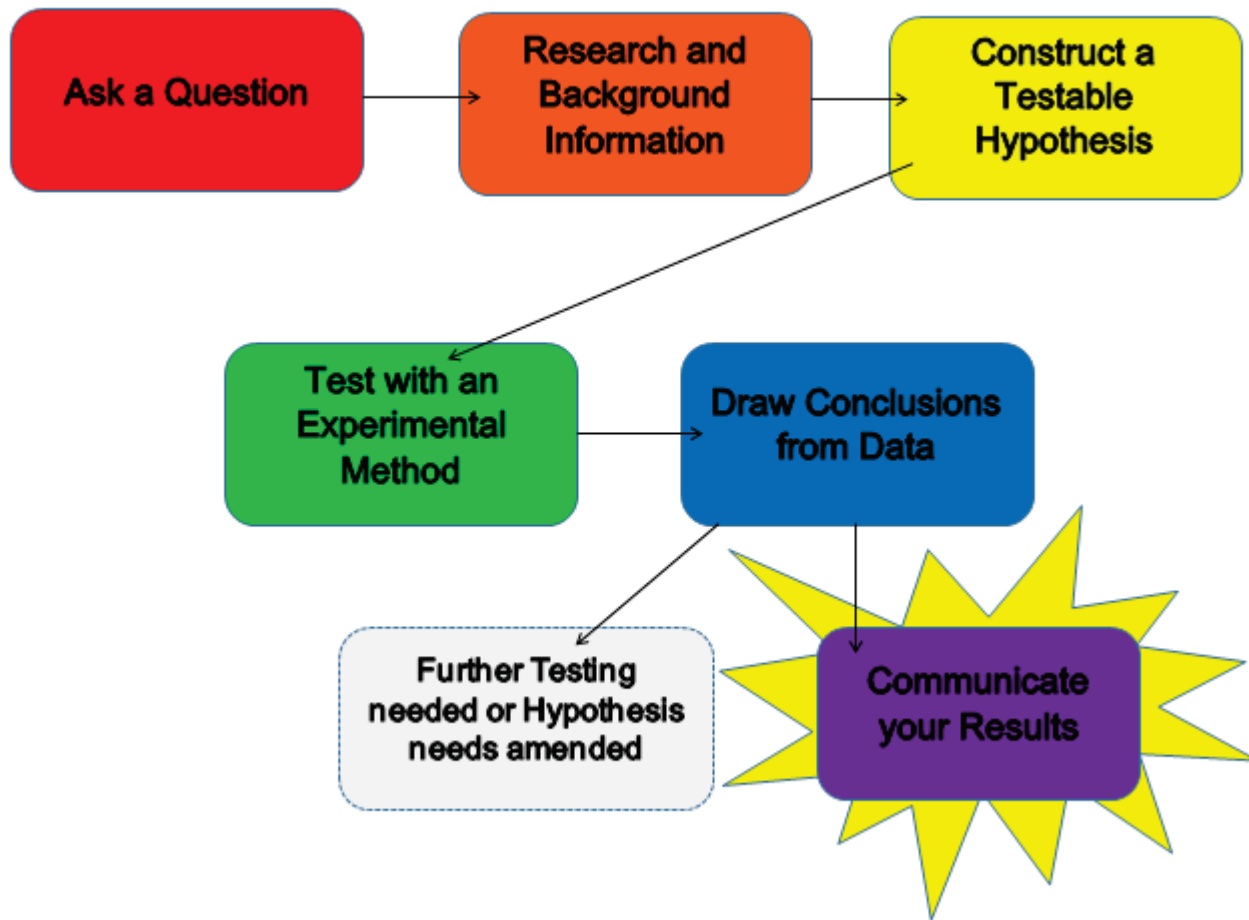 Ask a Question
Research and
Background
Information
Construct a
Testable
Hypothesis
Test with an
Experimental
Method
Draw Conclusions
from Data
Further Testing
needed or Hypothesis
needs amended
Communicate
your Results